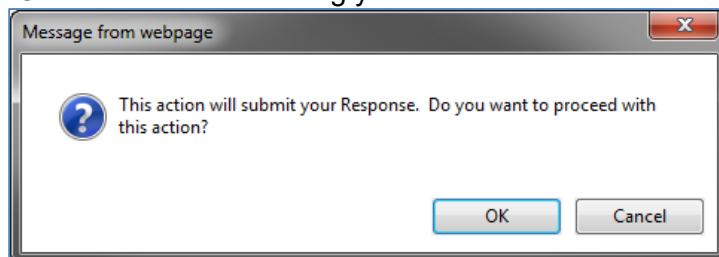 Message from webpage
This action will submit your Response.  Do you want to proceed with
this action?
OK
Cancel